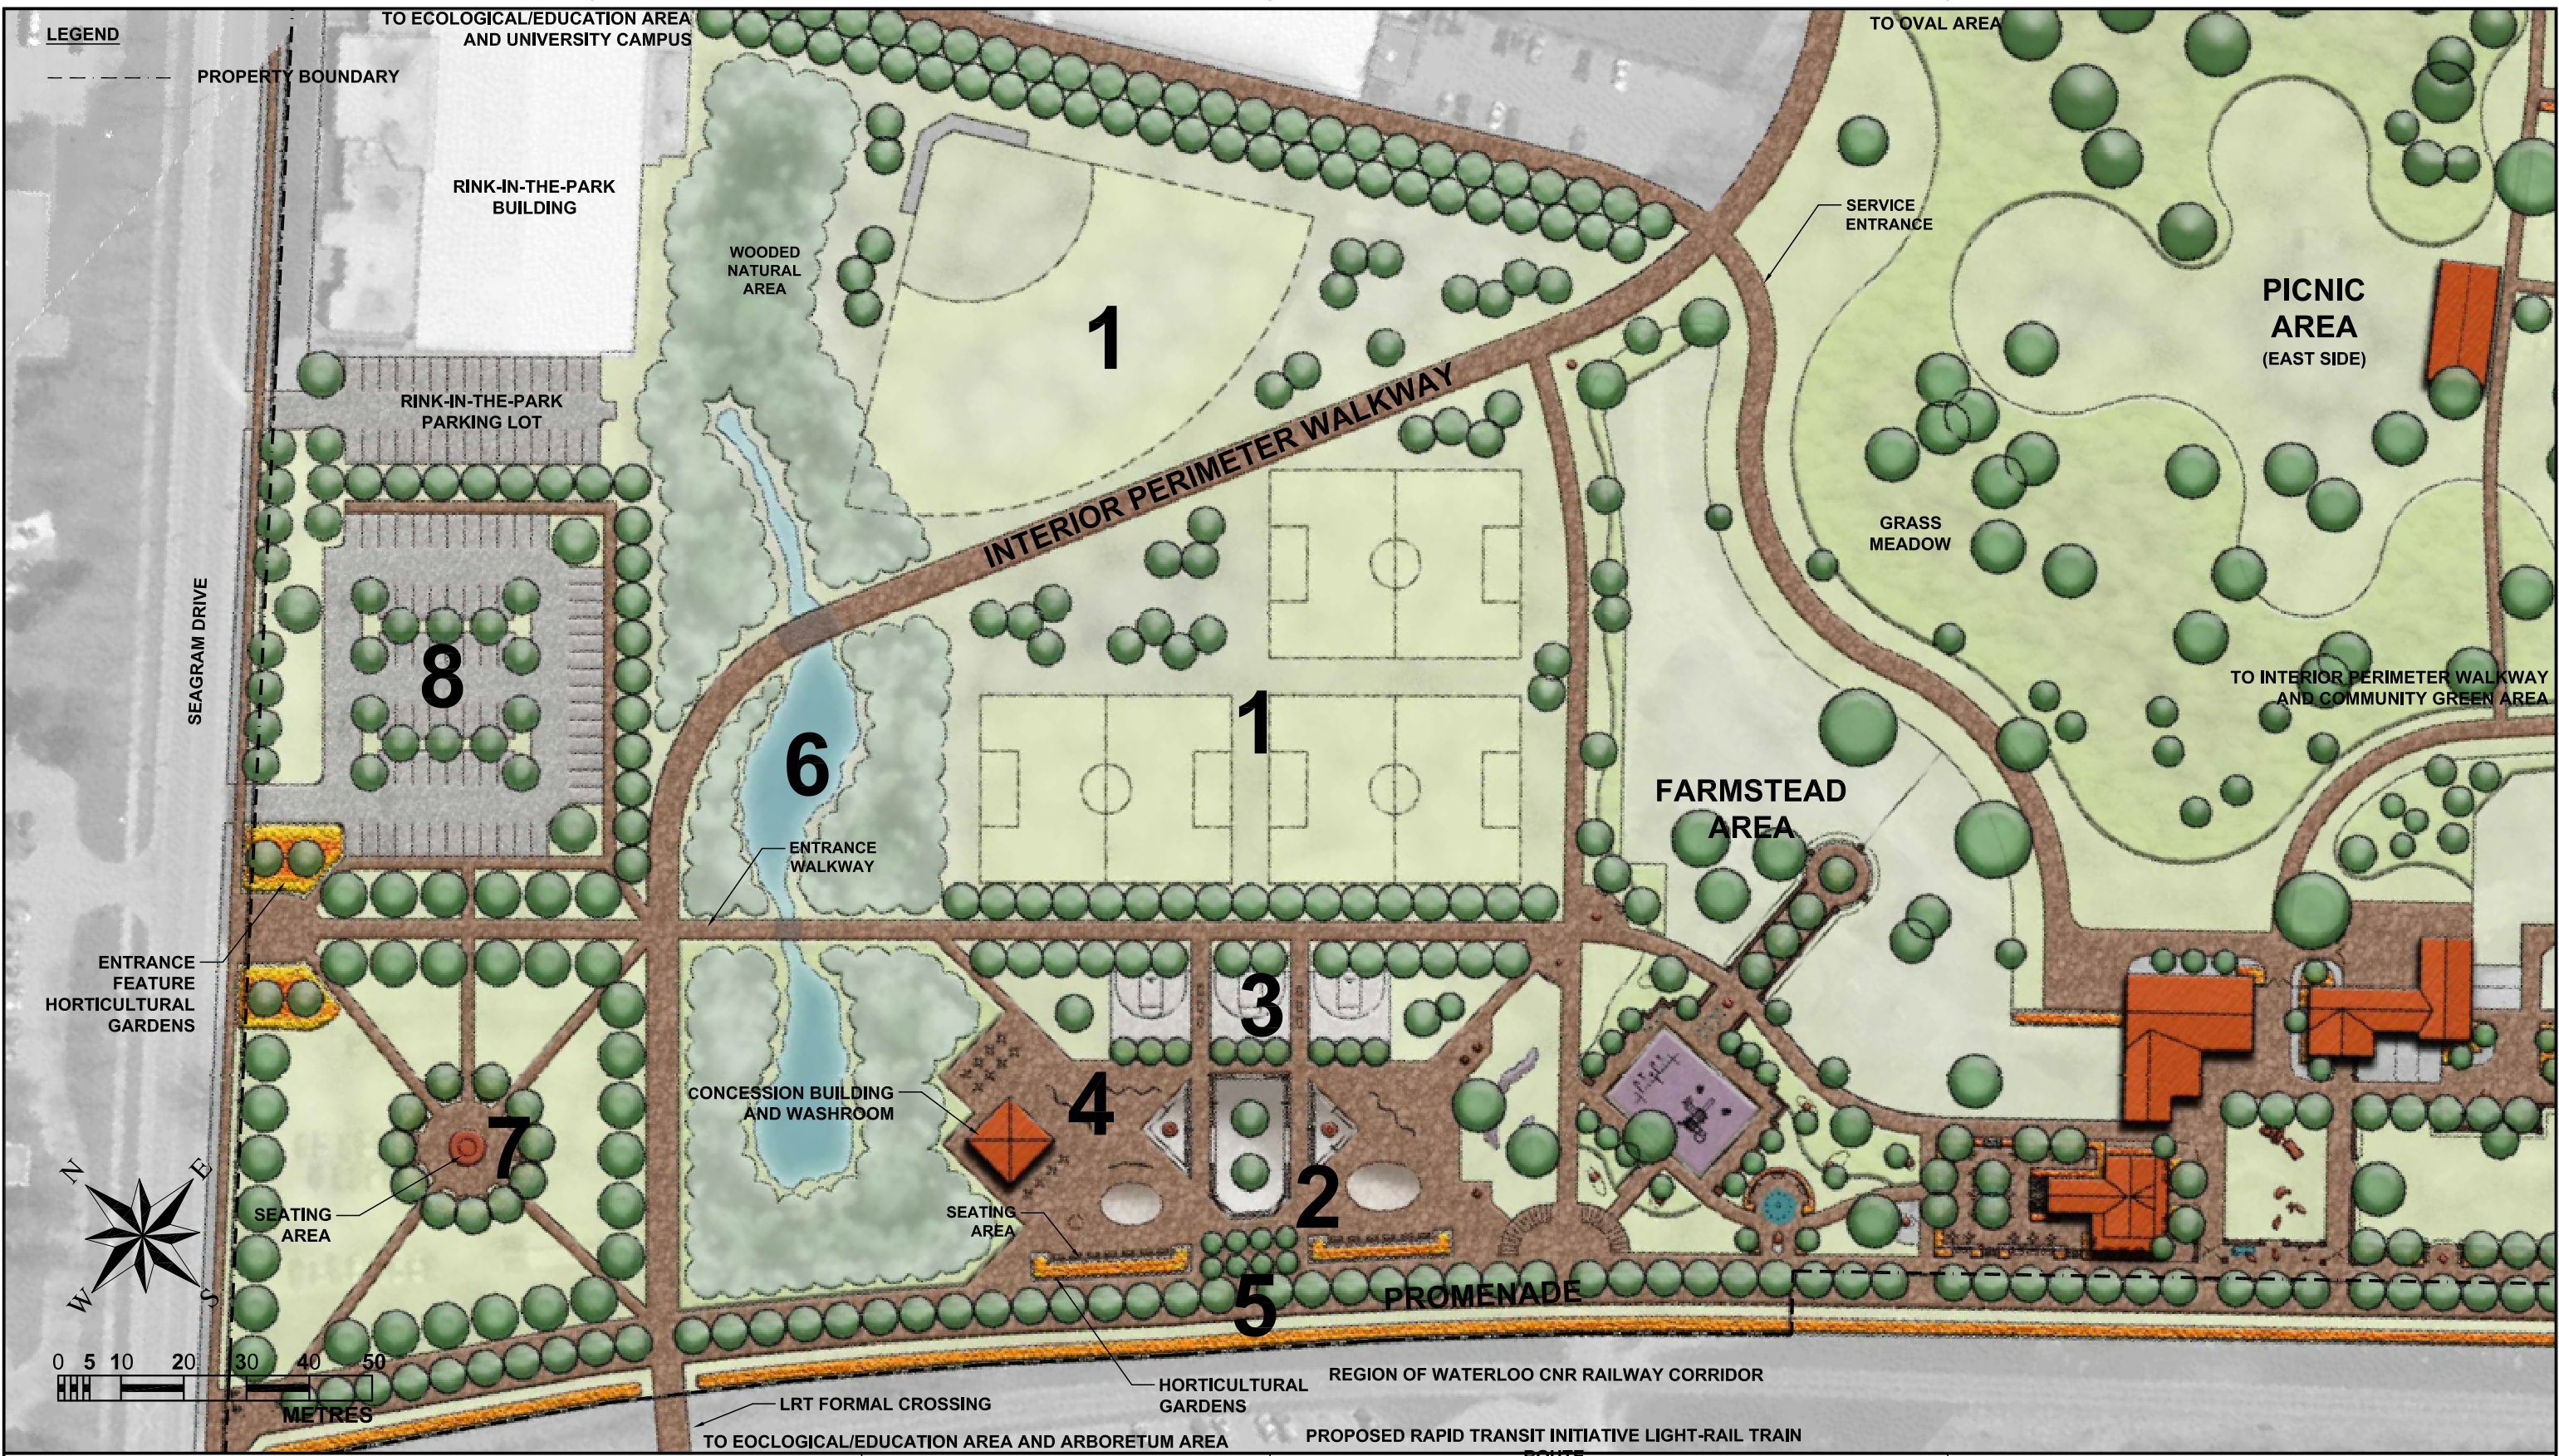 TO ECOLOGICAL/EDUCATION AREA
AND UNIVERSITY CAMPUS
TO OVAL AREA
LEGEND
PROPERTY BOUNDARY
RINK-IN-THE-PARK
BUILDING
WOODED
NATURAL
AREA
SERVICE
ENTRANCE
PICNIC
AREA
(EAST SIDE)
1
RINK-IN-THE-PARK
PARKING LOT
INTERIOR PERIMETER WALKWAY
GRASS
MEADOW
SEAGRAM DRIVE
8
6
1
TO INTERIOR PERIMETER WALKWAY
AND COMMUNITY GREEN AREA
FARMSTEAD
AREA
ENTRANCE
WALKWAY
ENTRANCE
FEATURE
HORTICULTURAL
GARDENS
3
CONCESSION BUILDING
AND WASHROOM
4
7
2
N
E
W
S
SEATING
AREA
SEATING
AREA
5
PROMENADE
0 5 10 20 30 40 50
METRES
HORTICULTURAL
GARDENS
REGION OF WATERLOO CNR RAILWAY CORRIDOR
LRT FORMAL CROSSING
TO EOCLOGICAL/EDUCATION AREA AND ARBORETUM AREA
PROPOSED RAPID TRANSIT INITIATIVE LIGHT-RAIL TRAIN
ROUTE